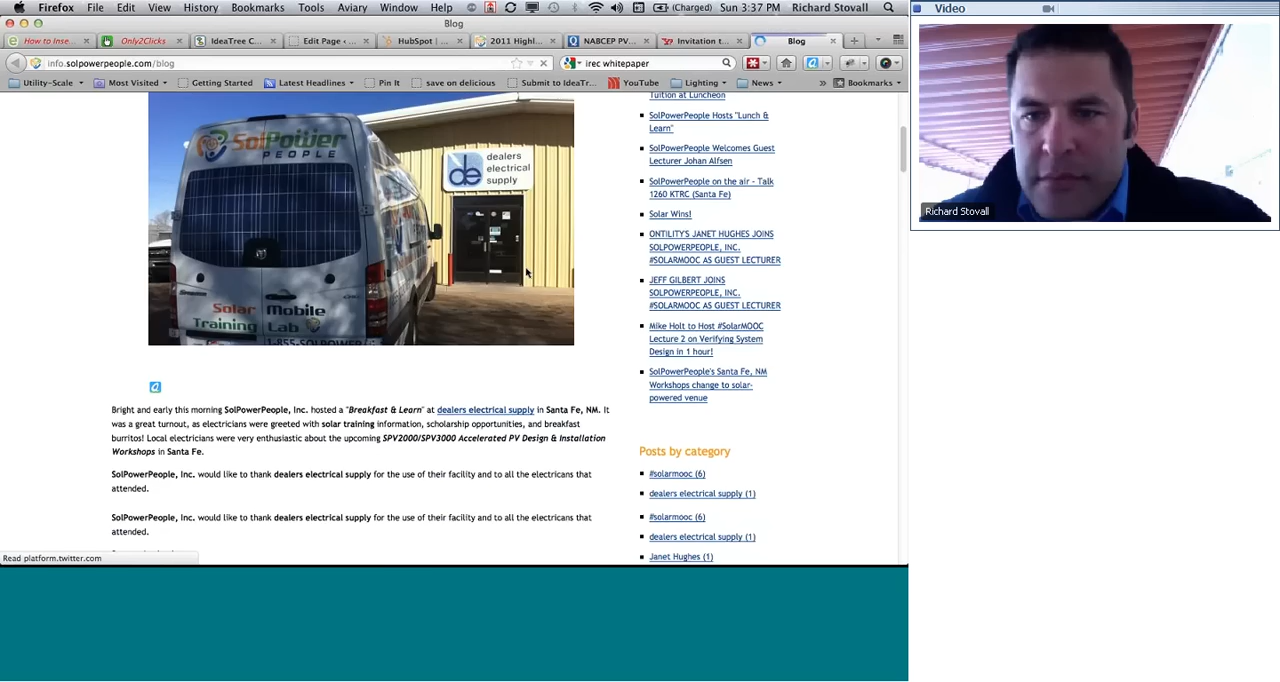 Firefox File Edit View History Bookmarks Tools Aviary Window Help (Charged) Sun 3:37 PM Richard Stovall
Blog
How to Inse... Only2Clicks IdeaTree C... Edit Page ‹ ... HubSpot | ... 2011 Highl... NABCEP PV... Invitation t... Blog
info.solpowerpeople.com/blog irec whitepaper
Utility-Scale Most Visited Getting Started Latest Headlines Pin It save on delicious Submit to IdeaTr... YouTube Lighting News » Bookmarks
SolPower
PEOPLE
de dealers
electrical
supply
Solar Mobile
Training Lab
1-855-SOLPOWER
Bright and early this morning SolPowerPeople, Inc. hosted a "Breakfast & Learn" at dealers electrical supply in Santa Fe, NM. It
was a great turnout, as electricians were greeted with solar training information, scholarship opportunities, and breakfast
burritos! Local electricians were very enthusiastic about the upcoming SPV2000/SPV3000 Accelerated PV Design & Installation
Workshops in Santa Fe.
SolPowerPeople, Inc. would like to thank dealers electrical supply for the use of their facility and to all the electricians that
attended.
SolPowerPeople, Inc. would like to thank dealers electrical supply for the use of their facility and to all the electricians that
attended.
Read platform.twitter.com
Tuition at Luncheon
SolPowerPeople Hosts "Lunch &
Learn"
SolPowerPeople Welcomes Guest
Lecturer Johan Alfsen
SolPowerPeople on the air - Talk
1260 KTRC (Santa Fe)
Solar Wins!
ONTILITY'S JANET HUGHES JOINS
SOLPOWERPEOPLE, INC.
#SOLARMOOC AS GUEST LECTURER
JEFF GILBERT JOINS
SOLPOWERPEOPLE, INC.
#SOLARMOOC AS GUEST LECTURER
Mike Holt to Host #SolarMOOC
Lecture 2 on Verifying System
Design in 1 hour!
SolPowerPeople's Santa Fe, NM
Workshops change to solar-
powered venue
Posts by category
#solarmooc (6)
dealers electrical supply (1)
#solarmooc (6)
dealers electrical supply (1)
Janet Hughes (1)
Video
Richard Stovall